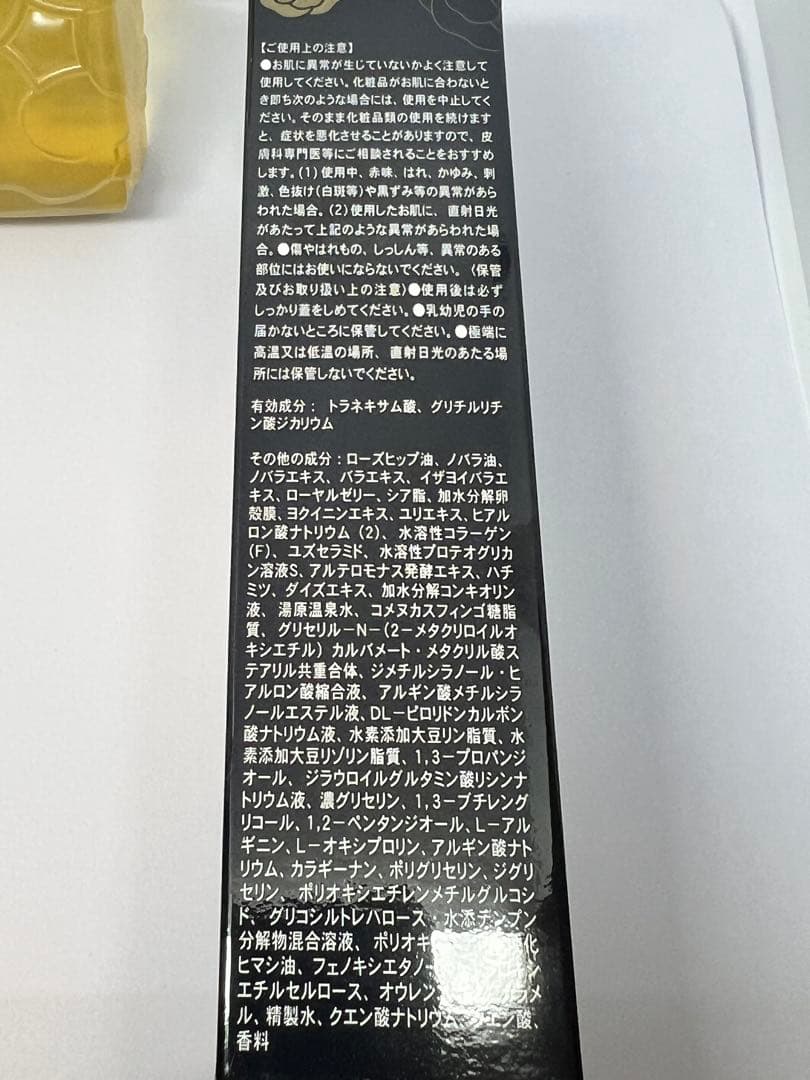 【ご使用上の注意】
●お肌に異常が生じていないかよく注意して
使用してください。化粧品がお肌に合わないと
き即ち次のような場合には、使用を中止してく
ださい。そのまま化粧品類の使用を続けます
と、症状を悪化させることがありますので、皮
膚科専門医等にご相談されることをおすすめ
します。(1)使用中、赤味、はれ、かゆみ、刺
激、色抜け(白斑等)や黒ずみ等の異常があら
われた場合。(2)使用したお肌に、直射日光
があたって上記のような異常があらわれた場
合。●傷やはれもの、しっしん等、異常のある
部位にはお使いにならないでください。〈保管
及びお取り扱い上の注意〉●使用後は必ず
しっかり蓋をしめてください。●乳幼児の手の
届かないところに保管してください。●極端に
高温又は低温の場所、直射日光のあたる場
所には保管しないでください。
有効成分：トラネキサム酸、グリチルリチ
ン酸ジカリウム
その他の成分：ローズヒップ油、ノバラ油、
ノバラエキス、バラエキス、イザヨイバラエ
キス、ローヤルゼリー、シア脂、加水分解卵
殻膜、ヨクイニンエキス、ユリエキス、ヒアル
ロン酸ナトリウム（2）、水溶性コラーゲン
(F)、ユズセラミド、水溶性プロテオグリカ
ン溶液S、アルテロモナス発酵エキス、ハチ
ミツ、ダイズエキス、加水分解コンキオリン
液、湯原温泉水、コメヌカスフィンゴ糖脂
質、グリセリル－N－(2－メタクリロイルオ
キシエチル）カルバメート・メタクリル酸ス
テアリル共重合体、ジメチルシラノール・ヒ
アルロン酸縮合液、アルギン酸メチルシラ
ノールエステル液、DL－ピロリドンカルボン
酸ナトリウム液、水素添加大豆リン脂質、水
素添加大豆リゾリン脂質、1,3－プロパンジ
オール、ジラウロイルグルタミン酸リシンナ
トリウム液、濃グリセリン、1,3－ブチレング
リコール、1,2－ペンタンジオール、L－アル
ギニン、L－オキシプロリン、アルギン酸ナト
リウム、カラギーナン、ポリグリセリン、ジグリ
セリン、ポリオキシエチレンメチルグルコシ
ド、グリコシルトレハロース・水添デンプン
分解物混合溶液、ポリオキ 化
ヒマシ油、フェノキシエタノー
エチルセルロース、オウレン
ル、精製水、クエン酸ナトリウム、クエン酸、
香料